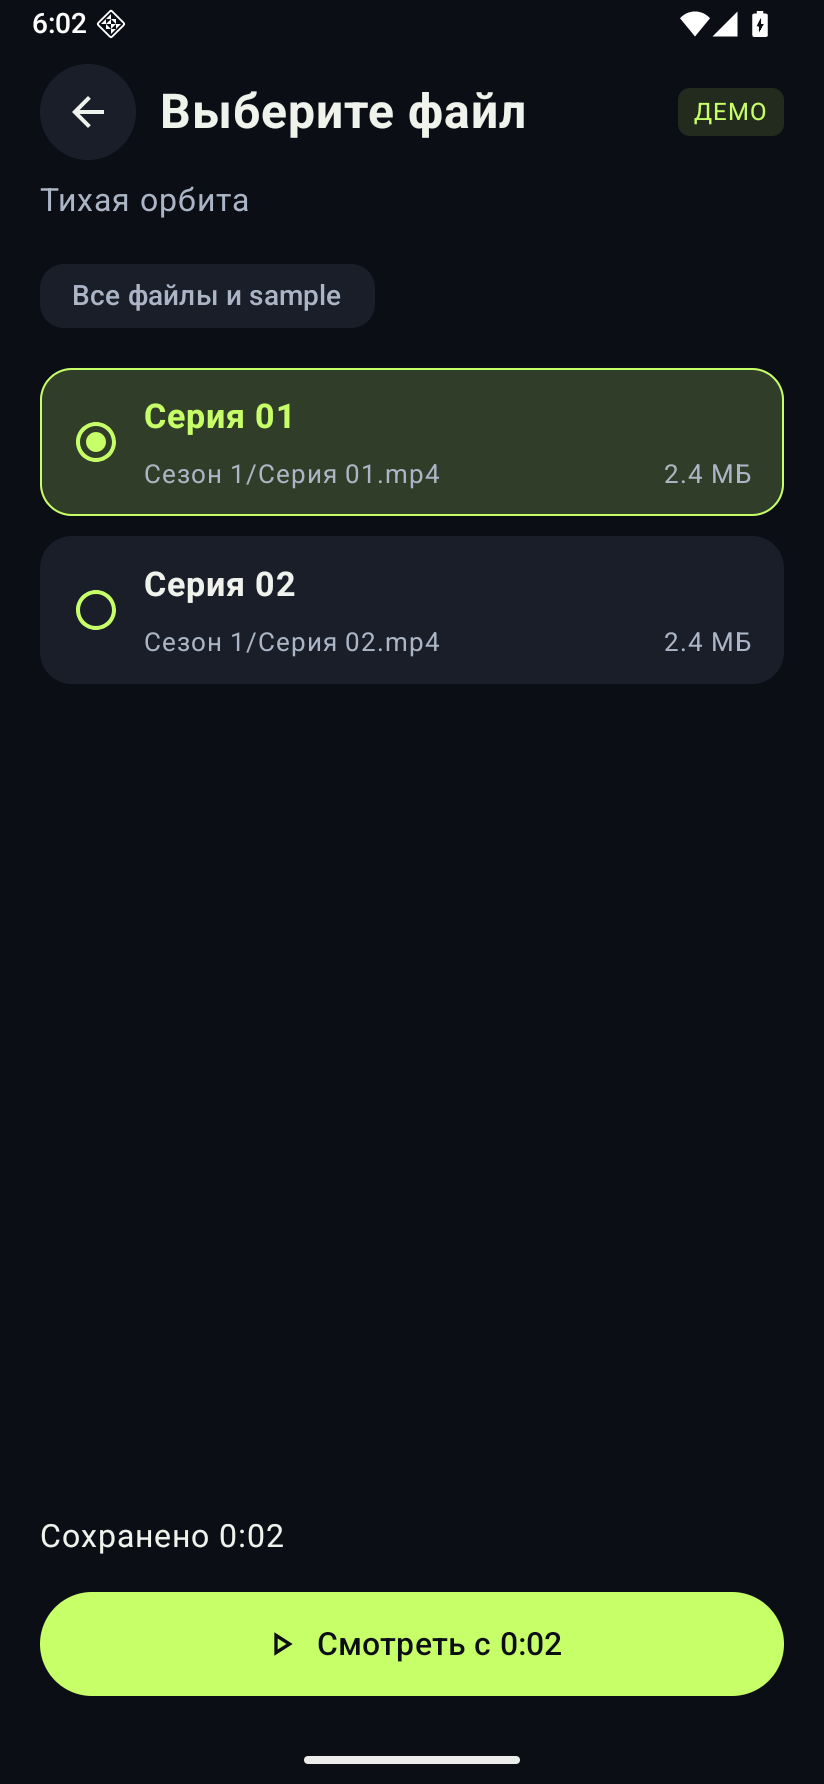 6:02
Выберите файл
ДЕМО
Тихая орбита
Все файлы и sample
Серия 01
Сезон 1/Серия 01.mp4 2.4 МБ
Серия 02
Сезон 1/Серия 02.mp4 2.4 МБ
Сохранено 0:02
Смотреть с 0:02